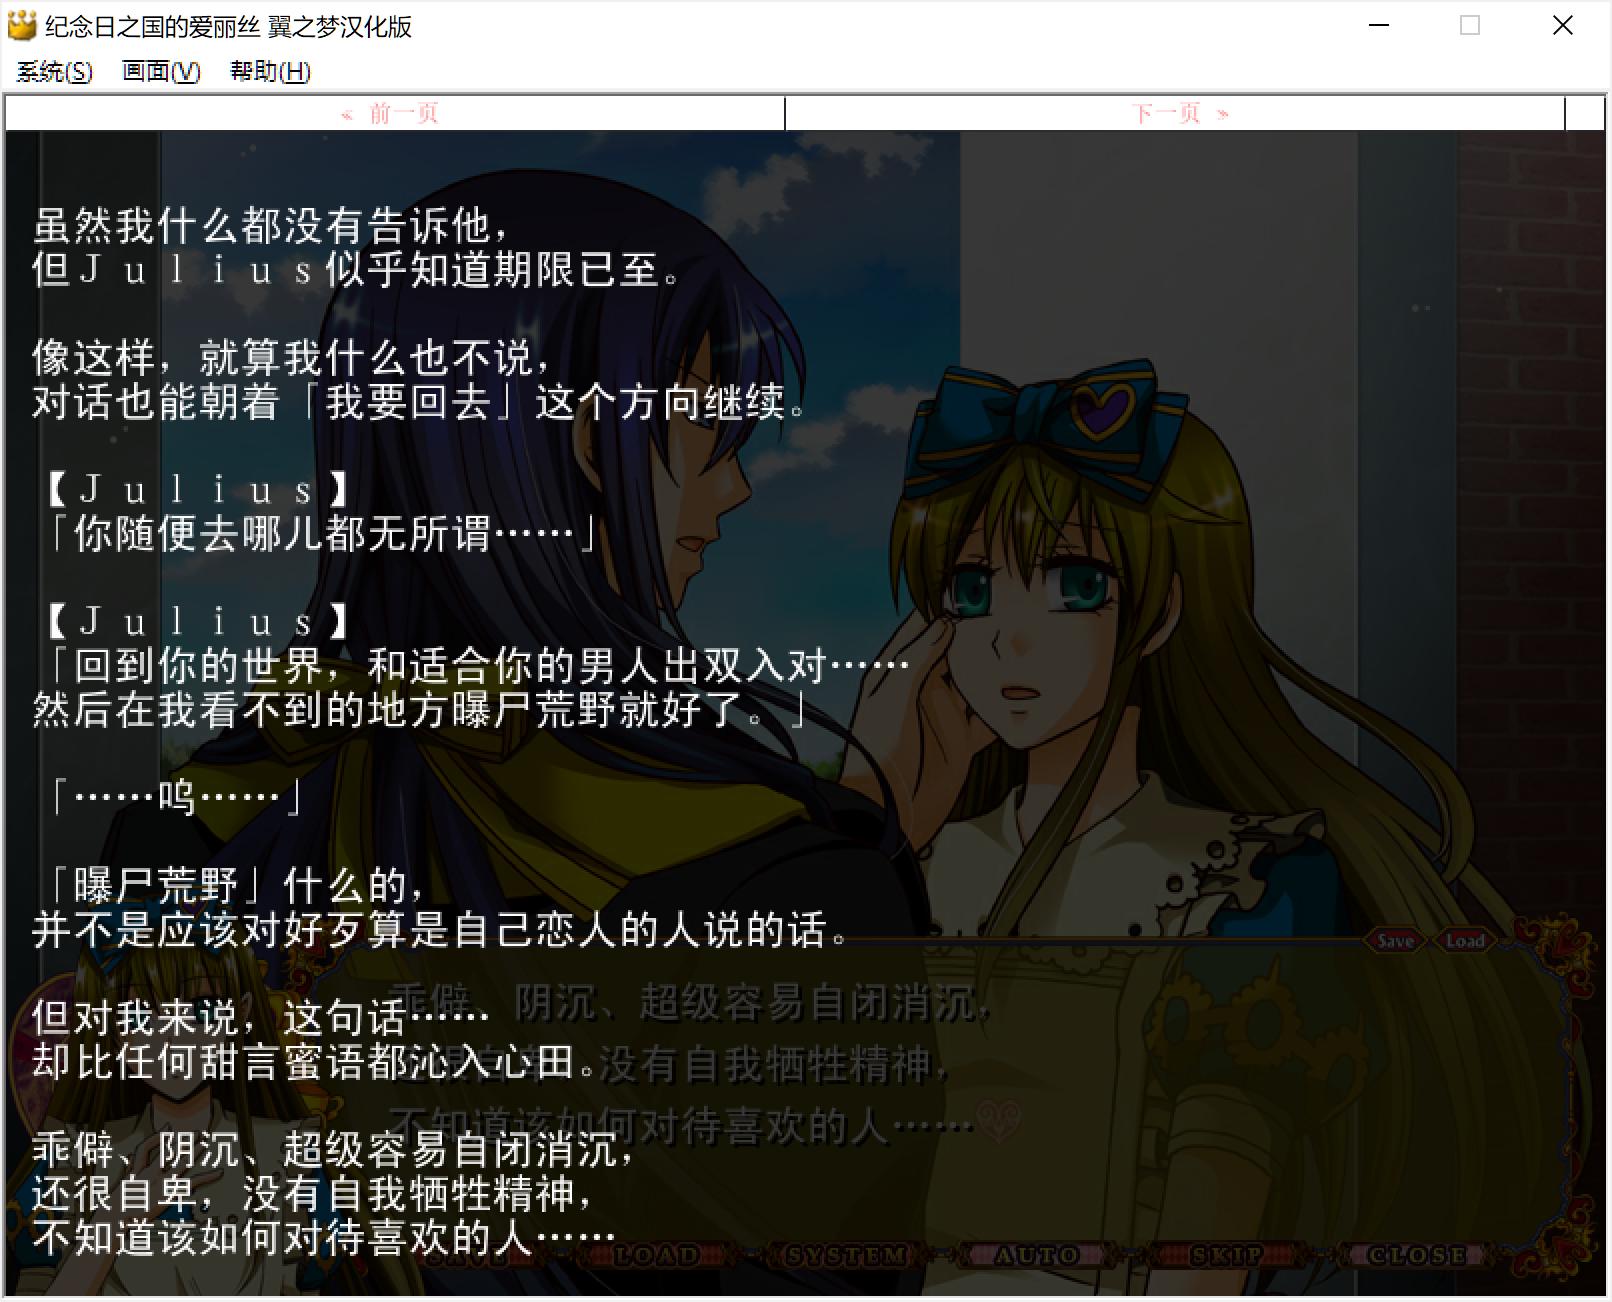 纪念日之国的爱丽丝 翼之梦汉化版
系统(S) 画面(V) 帮助(H)
« 前一页 下一页 »
虽然我什么都没有告诉他，
但Ｊｕｌｉｕｓ似乎知道期限已至。
像这样，就算我什么也不说，
对话也能朝着「我要回去」这个方向继续。
【Ｊｕｌｉｕｓ】
「你随便去哪儿都无所谓……」
【Ｊｕｌｉｕｓ】
「回到你的世界，和适合你的男人出双入对……
然后在我看不到的地方曝尸荒野就好了。」
「……呜……」
「曝尸荒野」什么的，
并不是应该对好歹算是自己恋人的人说的话。
但对我来说，这句话……
却比任何甜言蜜语都沁入心田。
乖僻、阴沉、超级容易自闭消沉，
还很自卑，没有自我牺牲精神，
不知道该如何对待喜欢的人……
Save Load
乖僻、阴沉、超级容易自闭消沉，
还很自卑，没有自我牺牲精神，
不知道该如何对待喜欢的人……
SAVE LOAD SYSTEM AUTO SKIP CLOSE